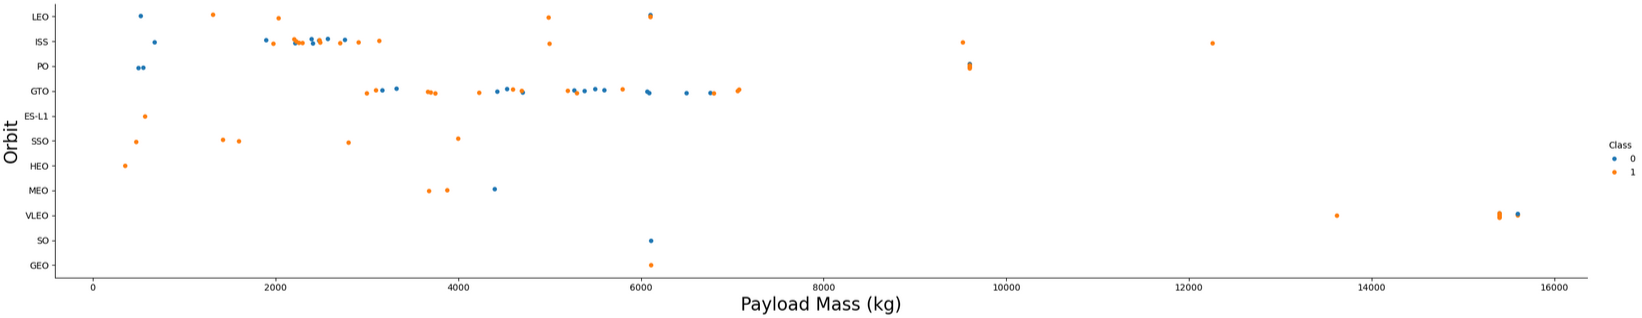 LEO
ISS
PO
GTO
ES-L1
SSO
HEO
MEO
VLEO
SO
GEO
Orbit
0 2000 4000 6000 8000 10000 12000 14000 16000
Payload Mass (kg)
Class
0
1